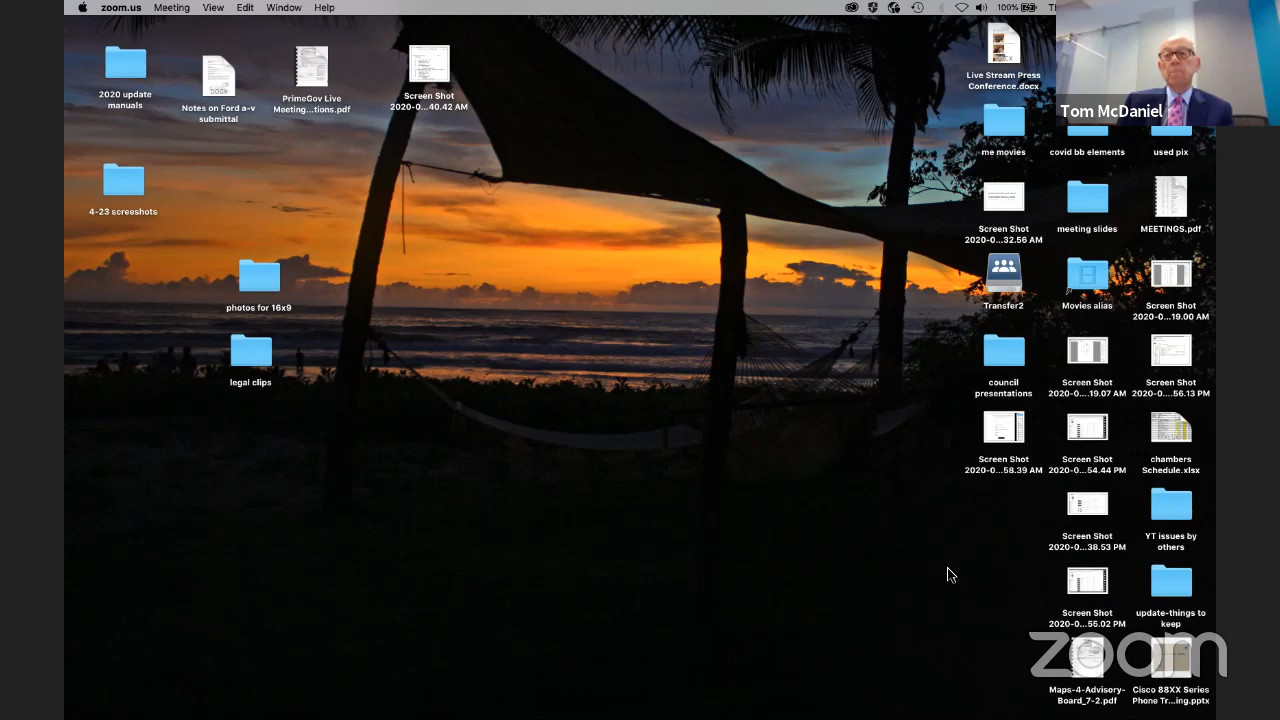 zoom.us Meeting View Edit Window Help
100%
2020 update
manuals
Notes on Ford a-v
submittal
PrimeGov Live
Meeting...tions.pdf
Screen Shot
2020-0...40.42 AM
4-23 screeshots
photos for 16x9
legal clips
Live Stream Press
Conference.docx
Tom McDaniel
me movies
covid bb elements
used pix
Screen Shot
2020-0...32.56 AM
meeting slides
MEETINGS.pdf
Transfer2
Movies alias
Screen Shot
2020-0...19.00 AM
council
presentations
Screen Shot
2020-0....19.07 AM
Screen Shot
2020-0....56.13 PM
Screen Shot
2020-0...58.39 AM
Screen Shot
2020-0...54.44 PM
chambers
Schedule.xlsx
Screen Shot
2020-0...38.53 PM
YT issues by
others
Screen Shot
2020-0...55.02 PM
update-things to
keep
zoom
Maps-4-Advisory-
Board_7-2.pdf
Cisco 88XX Series
Phone Tr...ing.pptx